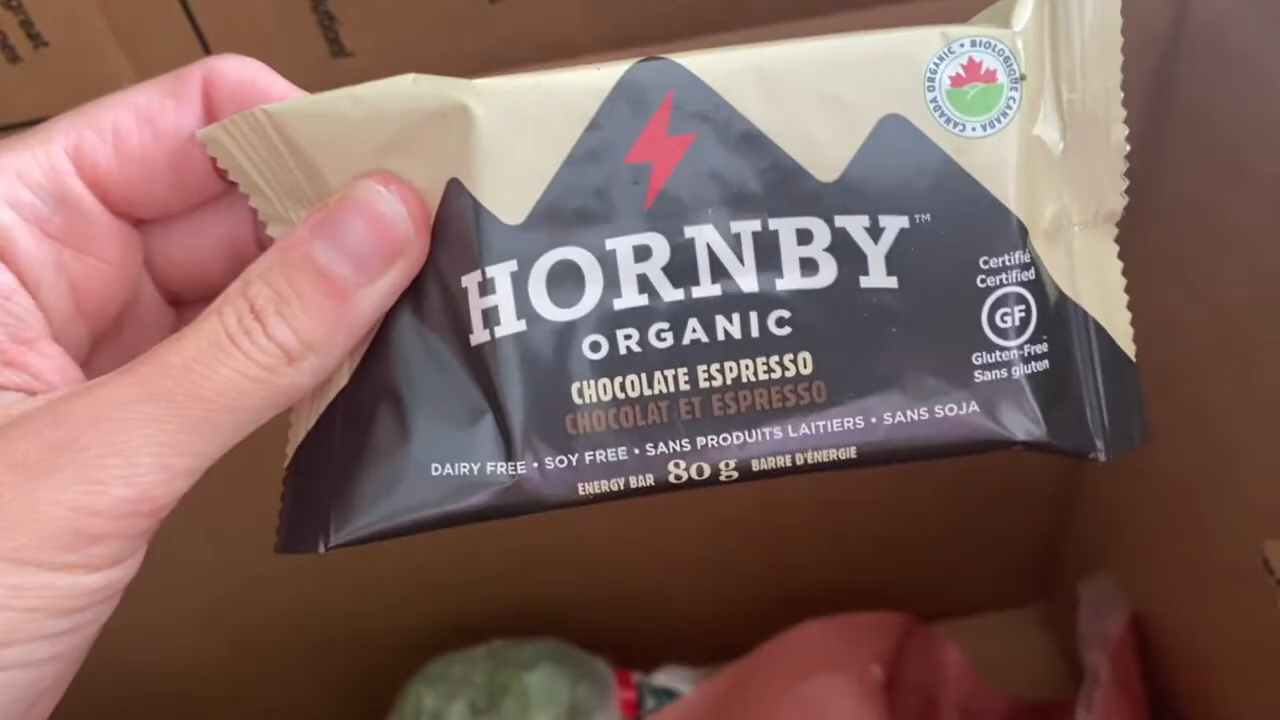 CANADA ORGANIC • BIOLOGIQUE CANADA •
HORNBY™
ORGANIC
CHOCOLATE ESPRESSO
CHOCOLAT ET ESPRESSO
DAIRY FREE • SOY FREE • SANS PRODUITS LAITIERS • SANS SOJA
ENERGY BAR 80 g BARRE D'ÉNERGIE
Certifié
Certified
GF
Gluten-Free
Sans gluten